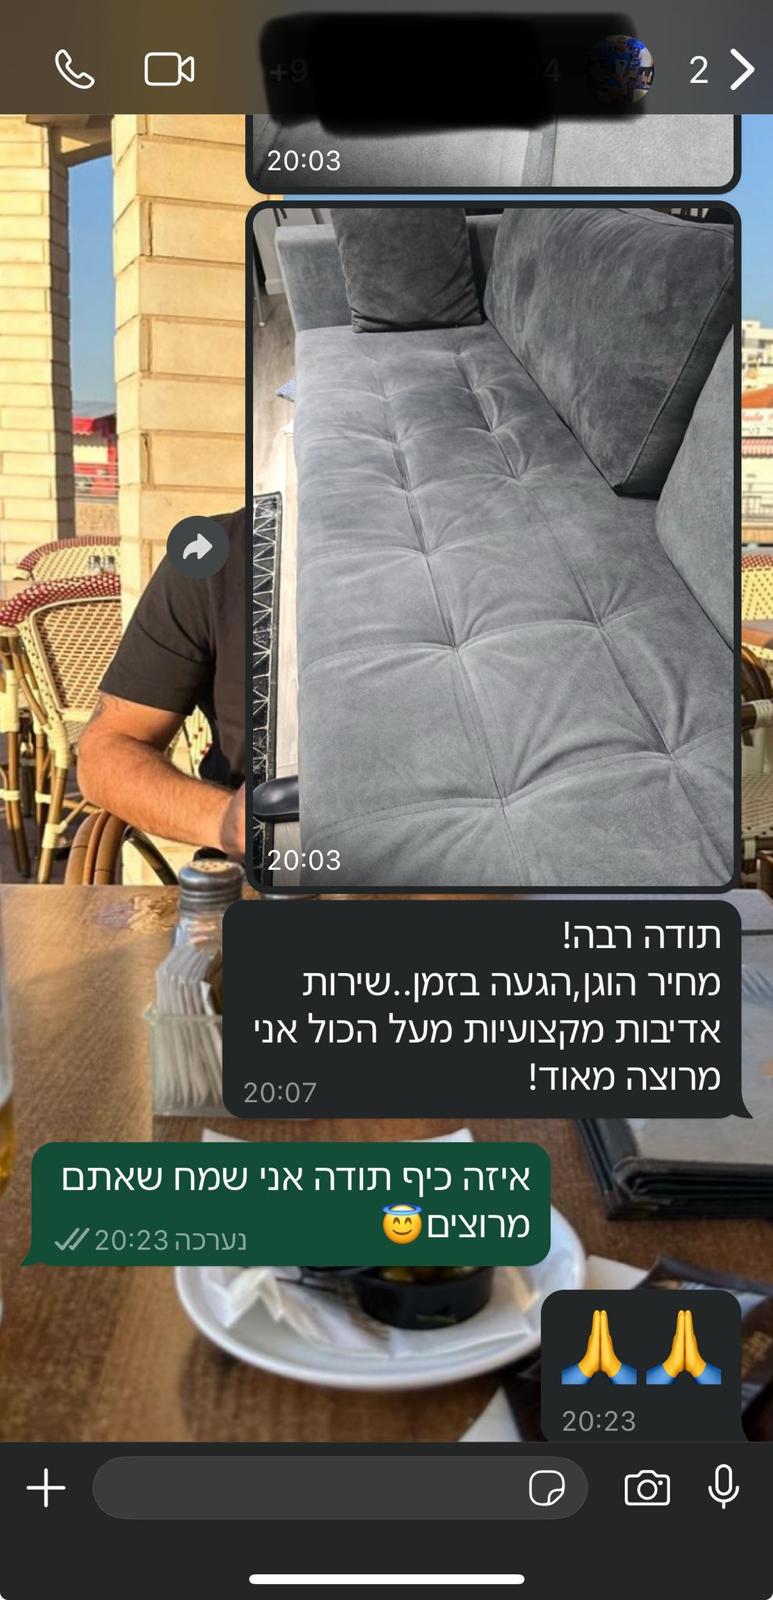 2
20:03
20:03
תודה רבה!
מחיר הוגן,הגעה בזמן..שירות
אדיבות מקצועיות מעל הכול אני
מרוצה מאוד!
20:07
איזה כיף תודה אני שמח שאתם
מרוצים😇
נערכה 20:23
🙏🙏
20:23